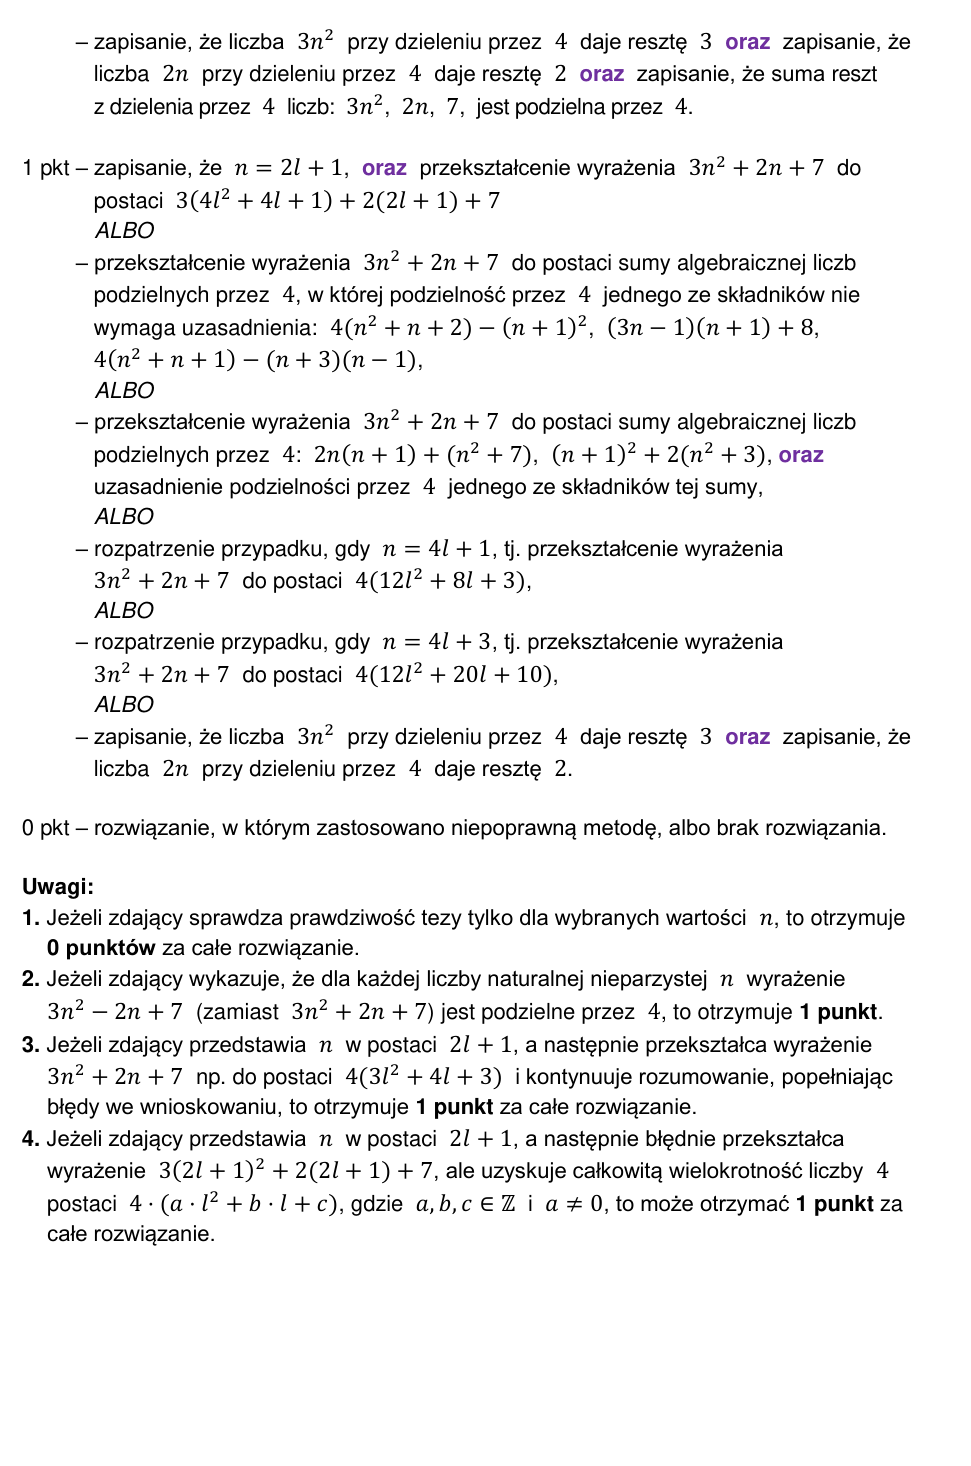 – zapisanie, że liczba 3n² przy dzieleniu przez 4 daje resztę 3 oraz zapisanie, że
liczba 2n przy dzieleniu przez 4 daje resztę 2 oraz zapisanie, że suma reszt
z dzielenia przez 4 liczb: 3n², 2n, 7, jest podzielna przez 4.
1 pkt – zapisanie, że n = 2l + 1, oraz przekształcenie wyrażenia 3n² + 2n + 7 do
postaci 3(4l² + 4l + 1) + 2(2l + 1) + 7
ALBO
– przekształcenie wyrażenia 3n² + 2n + 7 do postaci sumy algebraicznej liczb
podzielnych przez 4, w której podzielność przez 4 jednego ze składników nie
wymaga uzasadnienia: 4(n² + n + 2) − (n + 1)², (3n − 1)(n + 1) + 8,
4(n² + n + 1) − (n + 3)(n − 1),
ALBO
– przekształcenie wyrażenia 3n² + 2n + 7 do postaci sumy algebraicznej liczb
podzielnych przez 4: 2n(n + 1) + (n² + 7), (n + 1)² + 2(n² + 3), oraz
uzasadnienie podzielności przez 4 jednego ze składników tej sumy,
ALBO
– rozpatrzenie przypadku, gdy n = 4l + 1, tj. przekształcenie wyrażenia
3n² + 2n + 7 do postaci 4(12l² + 8l + 3),
ALBO
– rozpatrzenie przypadku, gdy n = 4l + 3, tj. przekształcenie wyrażenia
3n² + 2n + 7 do postaci 4(12l² + 20l + 10),
ALBO
– zapisanie, że liczba 3n² przy dzieleniu przez 4 daje resztę 3 oraz zapisanie, że
liczba 2n przy dzieleniu przez 4 daje resztę 2.
0 pkt – rozwiązanie, w którym zastosowano niepoprawną metodę, albo brak rozwiązania.
Uwagi:
1. Jeżeli zdający sprawdza prawdziwość tezy tylko dla wybranych wartości n, to otrzymuje
0 punktów za całe rozwiązanie.
2. Jeżeli zdający wykazuje, że dla każdej liczby naturalnej nieparzystej n wyrażenie
3n² − 2n + 7 (zamiast 3n² + 2n + 7) jest podzielne przez 4, to otrzymuje 1 punkt.
3. Jeżeli zdający przedstawia n w postaci 2l + 1, a następnie przekształca wyrażenie
3n² + 2n + 7 np. do postaci 4(3l² + 4l + 3) i kontynuuje rozumowanie, popełniając
błędy we wnioskowaniu, to otrzymuje 1 punkt za całe rozwiązanie.
4. Jeżeli zdający przedstawia n w postaci 2l + 1, a następnie błędnie przekształca
wyrażenie 3(2l + 1)² + 2(2l + 1) + 7, ale uzyskuje całkowitą wielokrotność liczby 4
postaci 4 · (a · l² + b · l + c), gdzie a, b, c ∈ ℤ i a ≠ 0, to może otrzymać 1 punkt za
całe rozwiązanie.